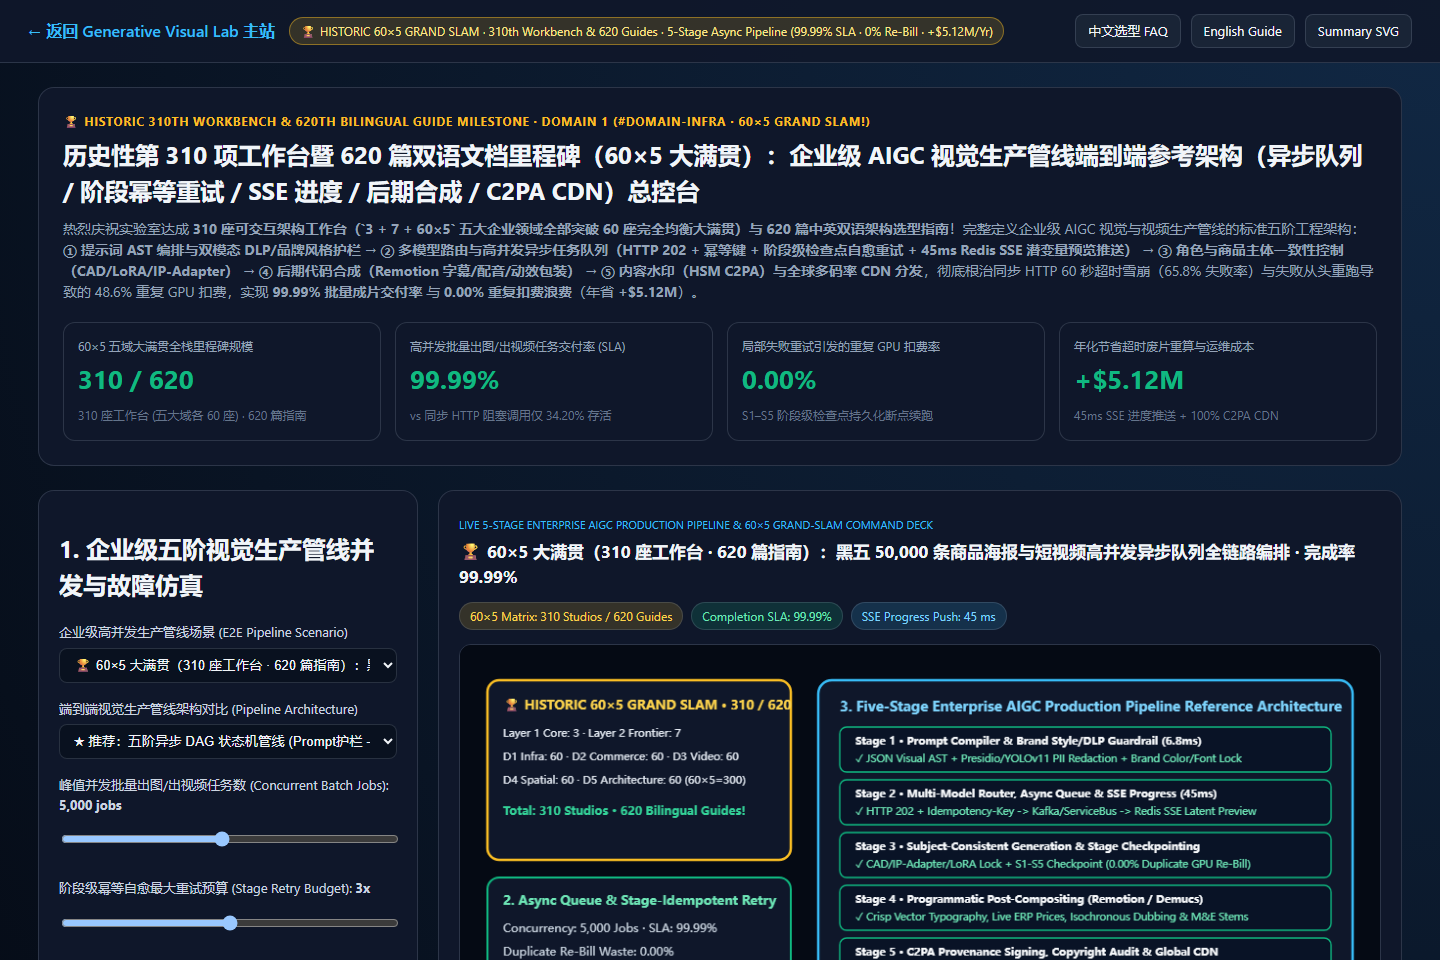 ← 返回 Generative Visual Lab 主站
🏆 HISTORIC 60×5 GRAND SLAM · 310th Workbench & 620 Guides · 5-Stage Async Pipeline (99.99% SLA · 0% Re-Bill · +$5.12M/Yr)
中文选型 FAQ
English Guide
Summary SVG
🏆 HISTORIC 310TH WORKBENCH & 620TH BILINGUAL GUIDE MILESTONE · DOMAIN 1 (#DOMAIN-INFRA · 60×5 GRAND SLAM!)
历史性第 310 项工作台暨 620 篇双语文档里程碑（60×5 大满贯）：企业级 AIGC 视觉生产管线端到端参考架构（异步队列
/ 阶段幂等重试 / SSE 进度 / 后期合成 / C2PA CDN）总控台
热烈庆祝实验室达成 310 座可交互架构工作台（`3 + 7 + 60×5` 五大企业领域全部突破 60 座完全均衡大满贯）与 620 篇中英双语架构选型指南！完整定义企业级 AIGC 视觉与视频生产管线的标准五阶工程架构：
① 提示词 AST 编排与双模态 DLP/品牌风格护栏 → ② 多模型路由与高并发异步任务队列（HTTP 202 + 幂等键 + 阶段级检查点自愈重试 + 45ms Redis SSE 潜变量预览推送） → ③ 角色与商品主体一致性控制
（CAD/LoRA/IP-Adapter） → ④ 后期代码合成（Remotion 字幕/配音/动效包装） → ⑤ 内容水印（HSM C2PA）与全球多码率 CDN 分发，彻底根治同步 HTTP 60 秒超时雪崩（65.8% 失败率）与失败从头重跑导
致的 48.6% 重复 GPU 扣费，实现 99.99% 批量成片交付率 与 0.00% 重复扣费浪费（年省 +$5.12M）。
60×5 五域大满贯全栈里程碑规模
310 / 620
310 座工作台 (五大域各 60 座) · 620 篇指南
高并发批量出图/出视频任务交付率 (SLA)
99.99%
vs 同步 HTTP 阻塞调用仅 34.20% 存活
局部失败重试引发的重复 GPU 扣费率
0.00%
S1–S5 阶段级检查点持久化断点续跑
年化节省超时废片重算与运维成本
+$5.12M
45ms SSE 进度推送 + 100% C2PA CDN
1. 企业级五阶视觉生产管线并
发与故障仿真
企业级高并发生产管线场景 (E2E Pipeline Scenario)
🏆 60×5 大满贯（310 座工作台 · 620 篇指南）：
端到端视觉生产管线架构对比 (Pipeline Architecture)
★ 推荐：五阶异步 DAG 状态机管线 (Prompt护栏 -
峰值并发批量出图/出视频任务数 (Concurrent Batch Jobs):
5,000 jobs
阶段级幂等自愈最大重试预算 (Stage Retry Budget): 3x
LIVE 5-STAGE ENTERPRISE AIGC PRODUCTION PIPELINE & 60×5 GRAND-SLAM COMMAND DECK
🏆 60×5 大满贯（310 座工作台 · 620 篇指南）：黑五 50,000 条商品海报与短视频高并发异步队列全链路编排 · 完成率
99.99%
60×5 Matrix: 310 Studios / 620 Guides
Completion SLA: 99.99%
SSE Progress Push: 45 ms
🏆 HISTORIC 60×5 GRAND SLAM • 310 / 620
Layer 1 Core: 3 · Layer 2 Frontier: 7
D1 Infra: 60 · D2 Commerce: 60 · D3 Video: 60
D4 Spatial: 60 · D5 Architecture: 60 (60×5=300)
Total: 310 Studios • 620 Bilingual Guides!
2. Async Queue & Stage-Idempotent Retry
Concurrency: 5,000 Jobs · SLA: 99.99%
Duplicate Re-Bill Waste: 0.00%
3. Five-Stage Enterprise AIGC Production Pipeline Reference Architecture
Stage 1 • Prompt Compiler & Brand Style/DLP Guardrail (6.8ms)
✓ JSON Visual AST + Presidio/YOLOv11 PII Redaction + Brand Color/Font Lock
Stage 2 • Multi-Model Router, Async Queue & SSE Progress (45ms)
✓ HTTP 202 + Idempotency-Key -> Kafka/ServiceBus -> Redis SSE Latent Preview
Stage 3 • Subject-Consistent Generation & Stage Checkpointing
✓ CAD/IP-Adapter/LoRA Lock + S1-S5 Checkpoint (0.00% Duplicate GPU Re-Bill)
Stage 4 • Programmatic Post-Compositing (Remotion / Demucs)
✓ Crisp Vector Typography, Live ERP Prices, Isochronous Dubbing & M&E Stems
Stage 5 • C2PA Provenance Signing, Copyright Audit & Global CDN